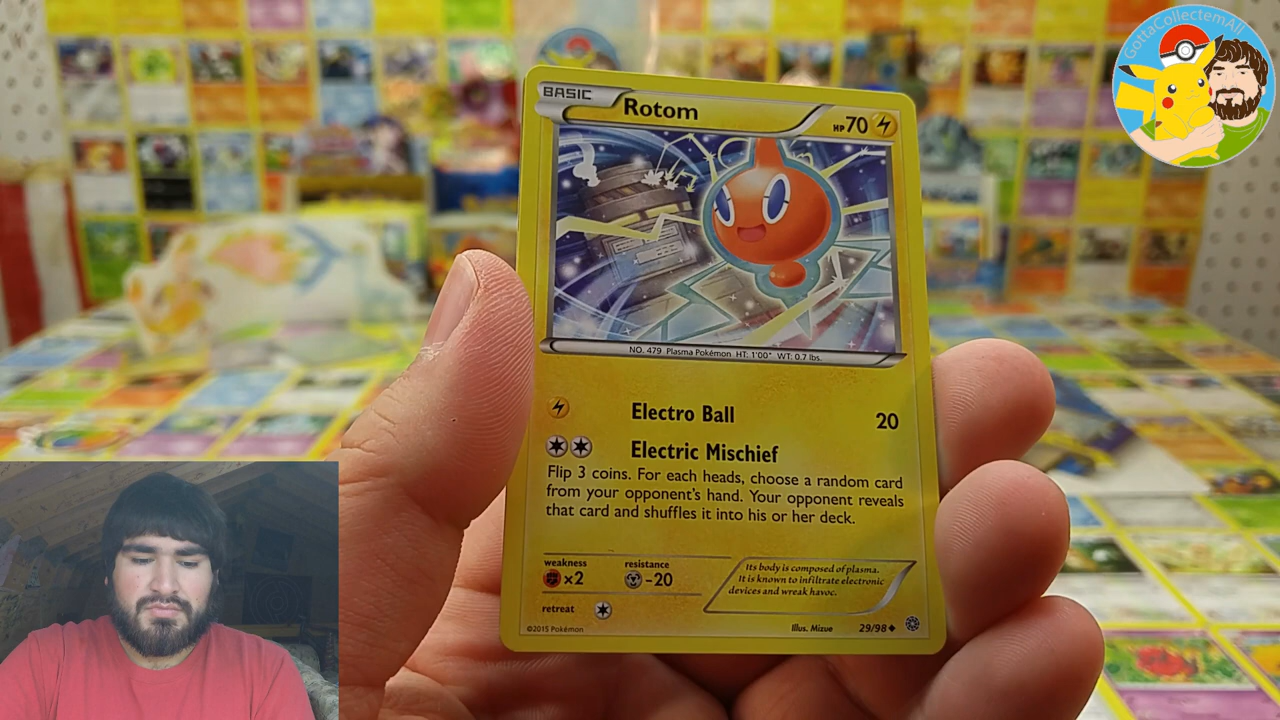 GottaCollectemAll
BASIC Rotom HP70
NO. 479 Plasma Pokémon HT: 1'00" WT: 0.7 lbs.
Electro Ball 20
Electric Mischief
Flip 3 coins. For each heads, choose a random card
from your opponent's hand. Your opponent reveals
that card and shuffles it into his or her deck.
weakness resistance
×2 -20
retreat
Its body is composed of plasma.
It is known to infiltrate electronic
devices and wreak havoc.
©2015 Pokémon Illus. Mizue 29/98